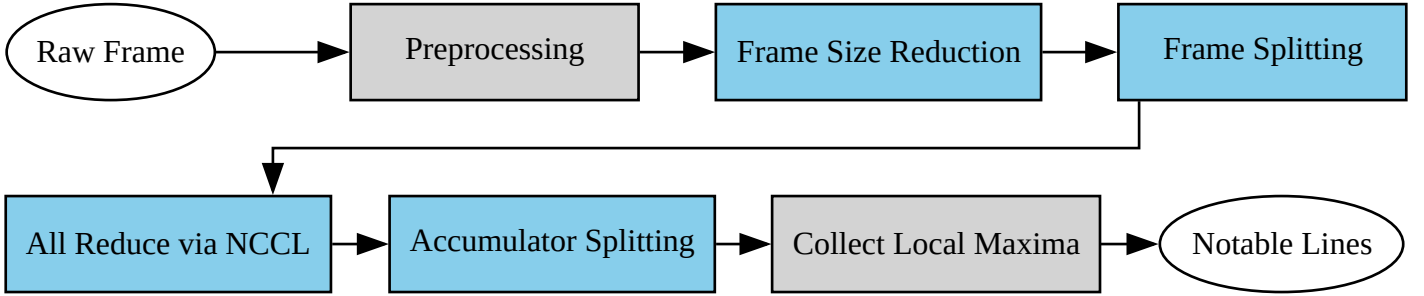 Raw Frame
Preprocessing
Frame Size Reduction
Frame Splitting
All Reduce via NCCL
Accumulator Splitting
Collect Local Maxima
Notable Lines